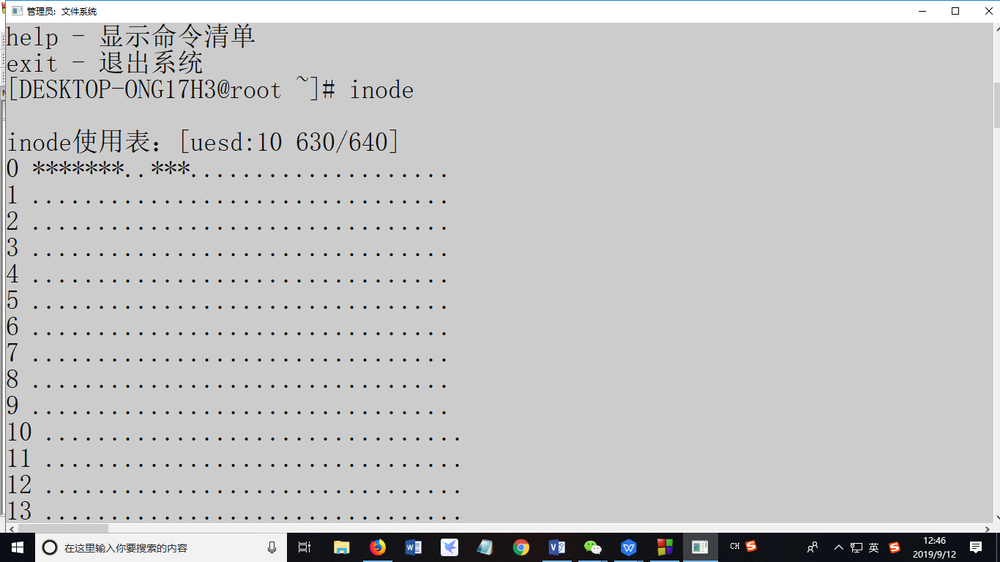 管理员: 文件系统
help - 显示命令清单
exit - 退出系统
[DESKTOP-ONG17H3@root ~]# inode
inode使用表：[uesd:10 630/640]
0 *******..***....................
1 ................................
2 ................................
3 ................................
4 ................................
5 ................................
6 ................................
7 ................................
8 ................................
9 ................................
10 ................................
11 ................................
12 ................................
13 ................................
在这里输入你要搜索的内容
CH
英
12:46
2019/9/12